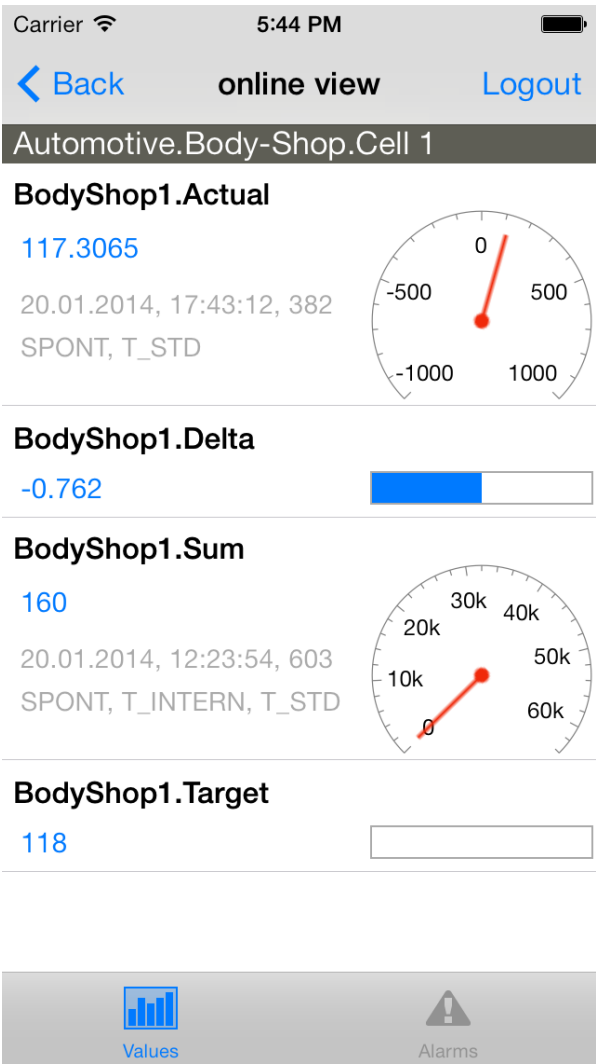 Carrier 5:44 PM
Back online view Logout
Automotive.Body-Shop.Cell 1
BodyShop1.Actual
117.3065
20.01.2014, 17:43:12, 382
SPONT, T_STD
0
-500 500
-1000 1000
BodyShop1.Delta
-0.762
BodyShop1.Sum
160
20.01.2014, 12:23:54, 603
SPONT, T_INTERN, T_STD
30k 40k
20k 50k
10k 60k
0
BodyShop1.Target
118
Values Alarms